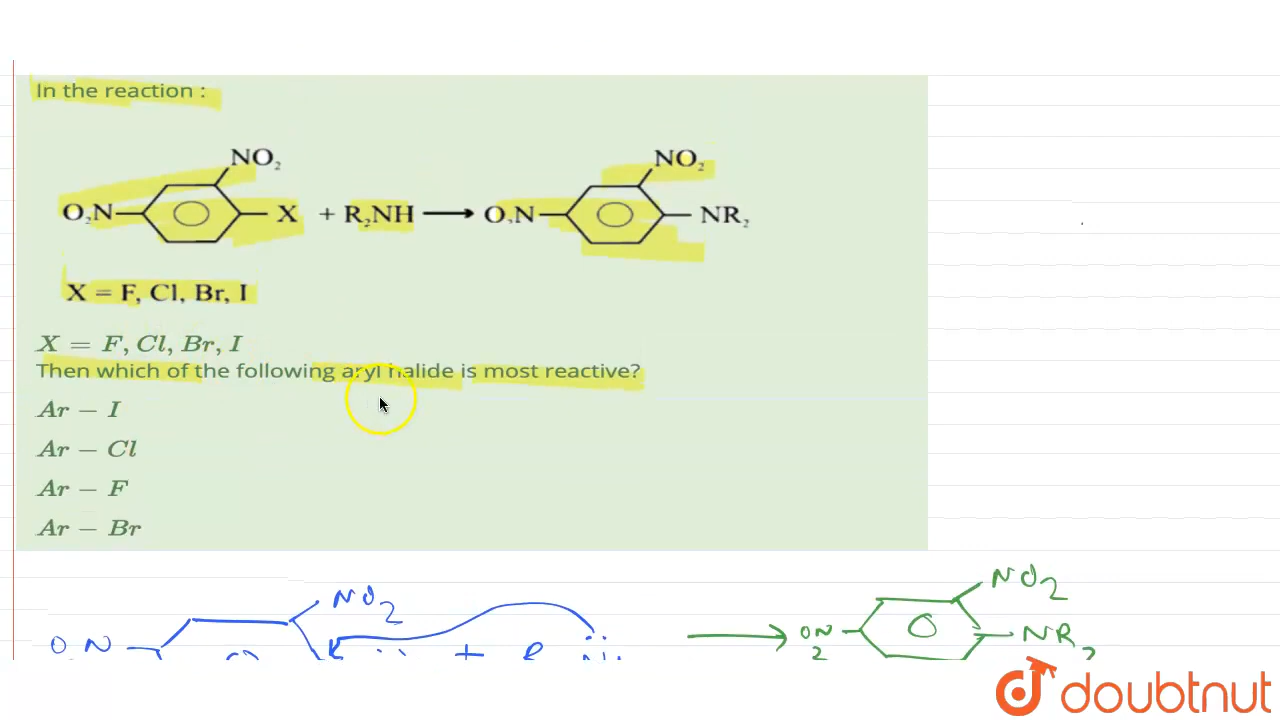 In the reaction :
NO₂ NO₂
O₂N X + R₂NH O₂N NR₂
X = F, Cl, Br, I
X = F, Cl, Br, I
Then which of the following aryl halide is most reactive?
Ar − I
Ar − Cl
Ar − F
Ar − Br
NO₂ NO₂
O N + R O₂N NR₂
doubtnut